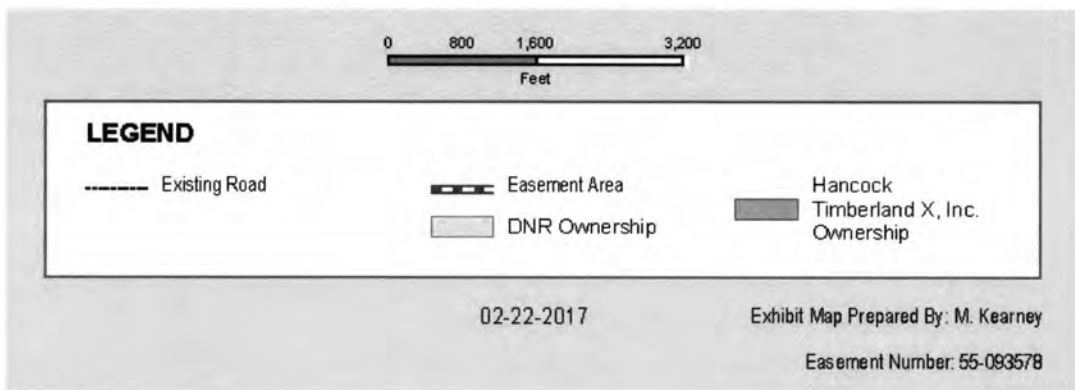 0 800 1,600 3,200
Feet
LEGEND
Existing Road
Easement Area
DNR Ownership
Hancock
Timberland X, Inc.
Ownership
02-22-2017
Exhibit Map Prepared By: M. Kearney
Easement Number: 55-093578